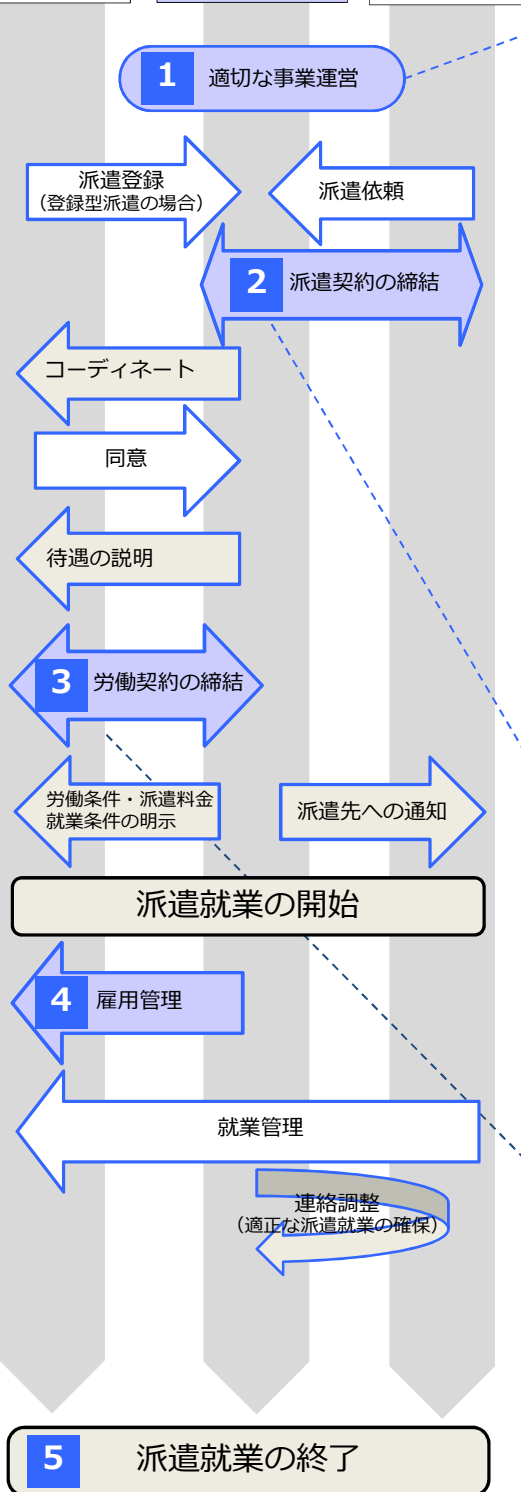 1 適切な事業運営
派遣登録
（登録型派遣の場合）
派遣依頼
2 派遣契約の締結
コーディネート
同意
待遇の説明
3 労働契約の締結
労働条件・派遣料金
就業条件の明示
派遣先への通知
派遣就業の開始
4 雇用管理
就業管理
連絡調整
（適正な派遣就業の確保）
5 派遣就業の終了